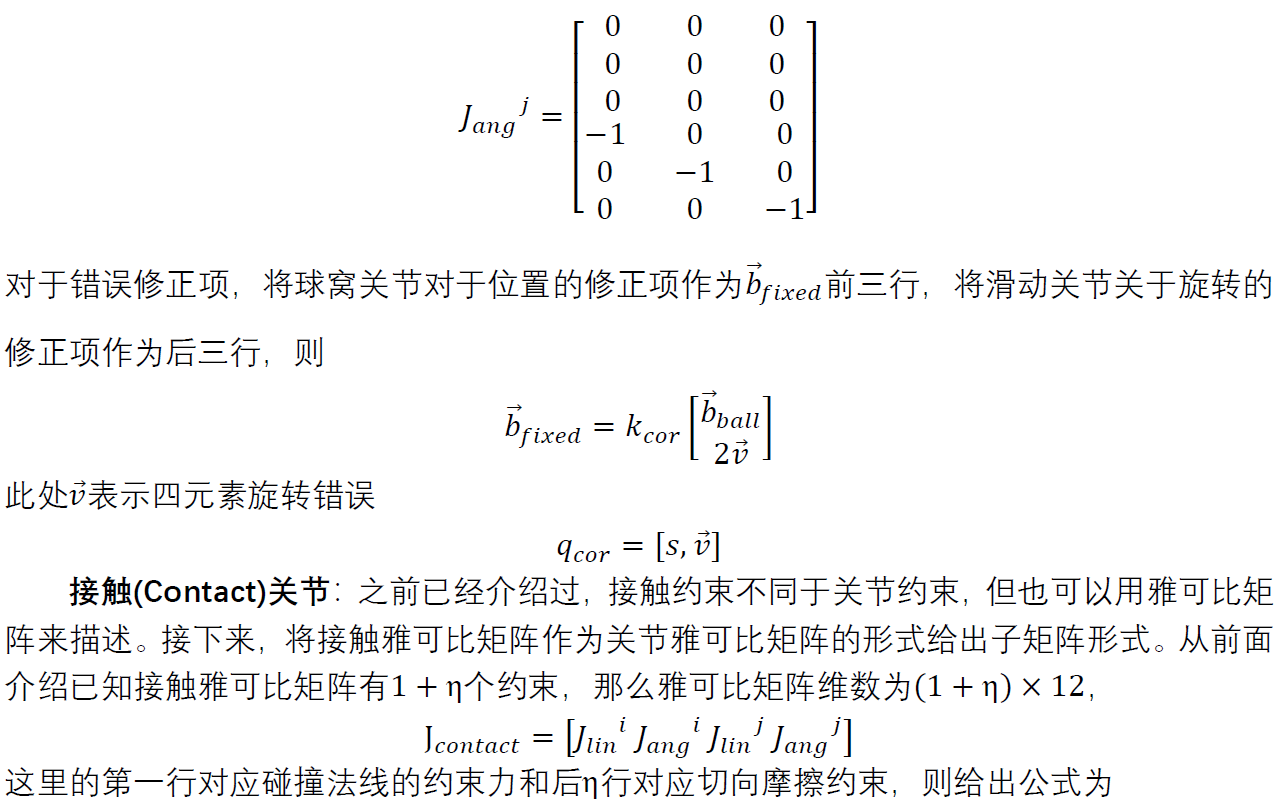 J_{ang}^{j} = \begin{bmatrix} 0 & 0 & 0 \\ 0 & 0 & 0 \\ 0 & 0 & 0 \\ -1 & 0 & 0 \\ 0 & -1 & 0 \\ 0 & 0 & -1 \end{bmatrix}
对于错误修正项，将球窝关节对于位置的修正项作为\vec{b}_{fixed}前三行，将滑动关节关于旋转的
修正项作为后三行，则
\vec{b}_{fixed} = k_{cor} \begin{bmatrix} \vec{b}_{ball} \\ 2\vec{v} \end{bmatrix}
此处\vec{v}表示四元素旋转错误
q_{cor} = [s, \vec{v}]
接触(Contact)关节：之前已经介绍过，接触约束不同于关节约束，但也可以用雅可比矩
阵来描述。接下来，将接触雅可比矩阵作为关节雅可比矩阵的形式给出子矩阵形式。从前面
介绍已知接触雅可比矩阵有1 + η个约束，那么雅可比矩阵维数为(1 + η) × 12，
J_{contact} = [J_{lin}^{i} J_{ang}^{i} J_{lin}^{j} J_{ang}^{j}]
这里的第一行对应碰撞法线的约束力和后η行对应切向摩擦约束，则给出公式为